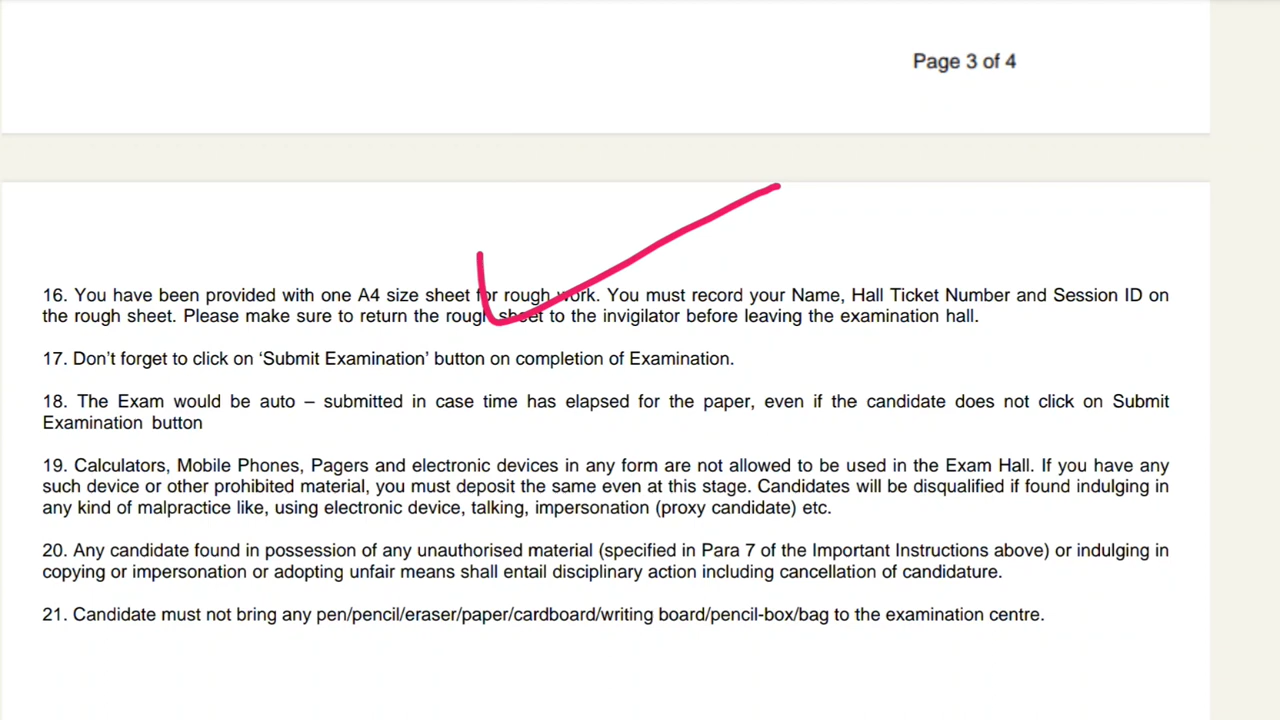 Page 3 of 4
16. You have been provided with one A4 size sheet for rough work. You must record your Name, Hall Ticket Number and Session ID on
the rough sheet. Please make sure to return the rough sheet to the invigilator before leaving the examination hall.
17. Don’t forget to click on ‘Submit Examination’ button on completion of Examination.
18. The Exam would be auto – submitted in case time has elapsed for the paper, even if the candidate does not click on Submit
Examination button
19. Calculators, Mobile Phones, Pagers and electronic devices in any form are not allowed to be used in the Exam Hall. If you have any
such device or other prohibited material, you must deposit the same even at this stage. Candidates will be disqualified if found indulging in
any kind of malpractice like, using electronic device, talking, impersonation (proxy candidate) etc.
20. Any candidate found in possession of any unauthorised material (specified in Para 7 of the Important Instructions above) or indulging in
copying or impersonation or adopting unfair means shall entail disciplinary action including cancellation of candidature.
21. Candidate must not bring any pen/pencil/eraser/paper/cardboard/writing board/pencil-box/bag to the examination centre.